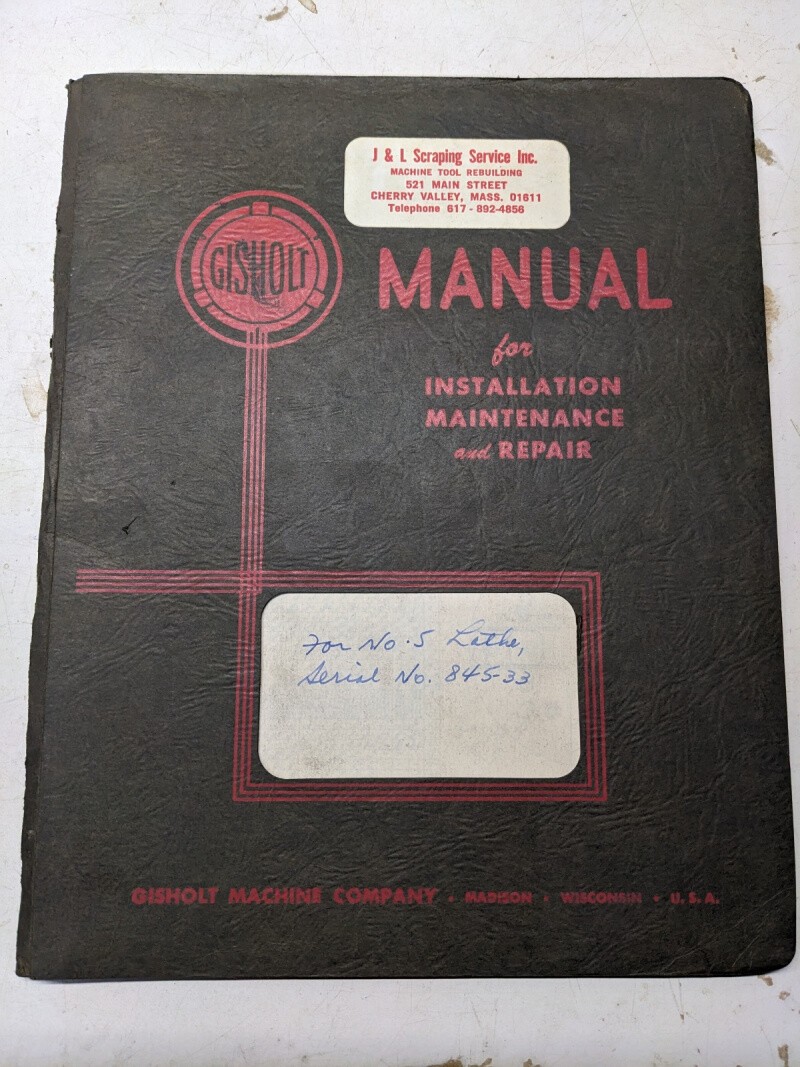 J & L Scraping Service Inc.
MACHINE TOOL REBUILDING
521 MAIN STREET
CHERRY VALLEY, MASS. 01611
Telephone 617 - 892-4856
GISHOLT
MANUAL
for
INSTALLATION
MAINTENANCE
and REPAIR
For No. 5 Lathe,
Serial No. 845-33
GISHOLT MACHINE COMPANY • MADISON • WISCONSIN • U. S. A.